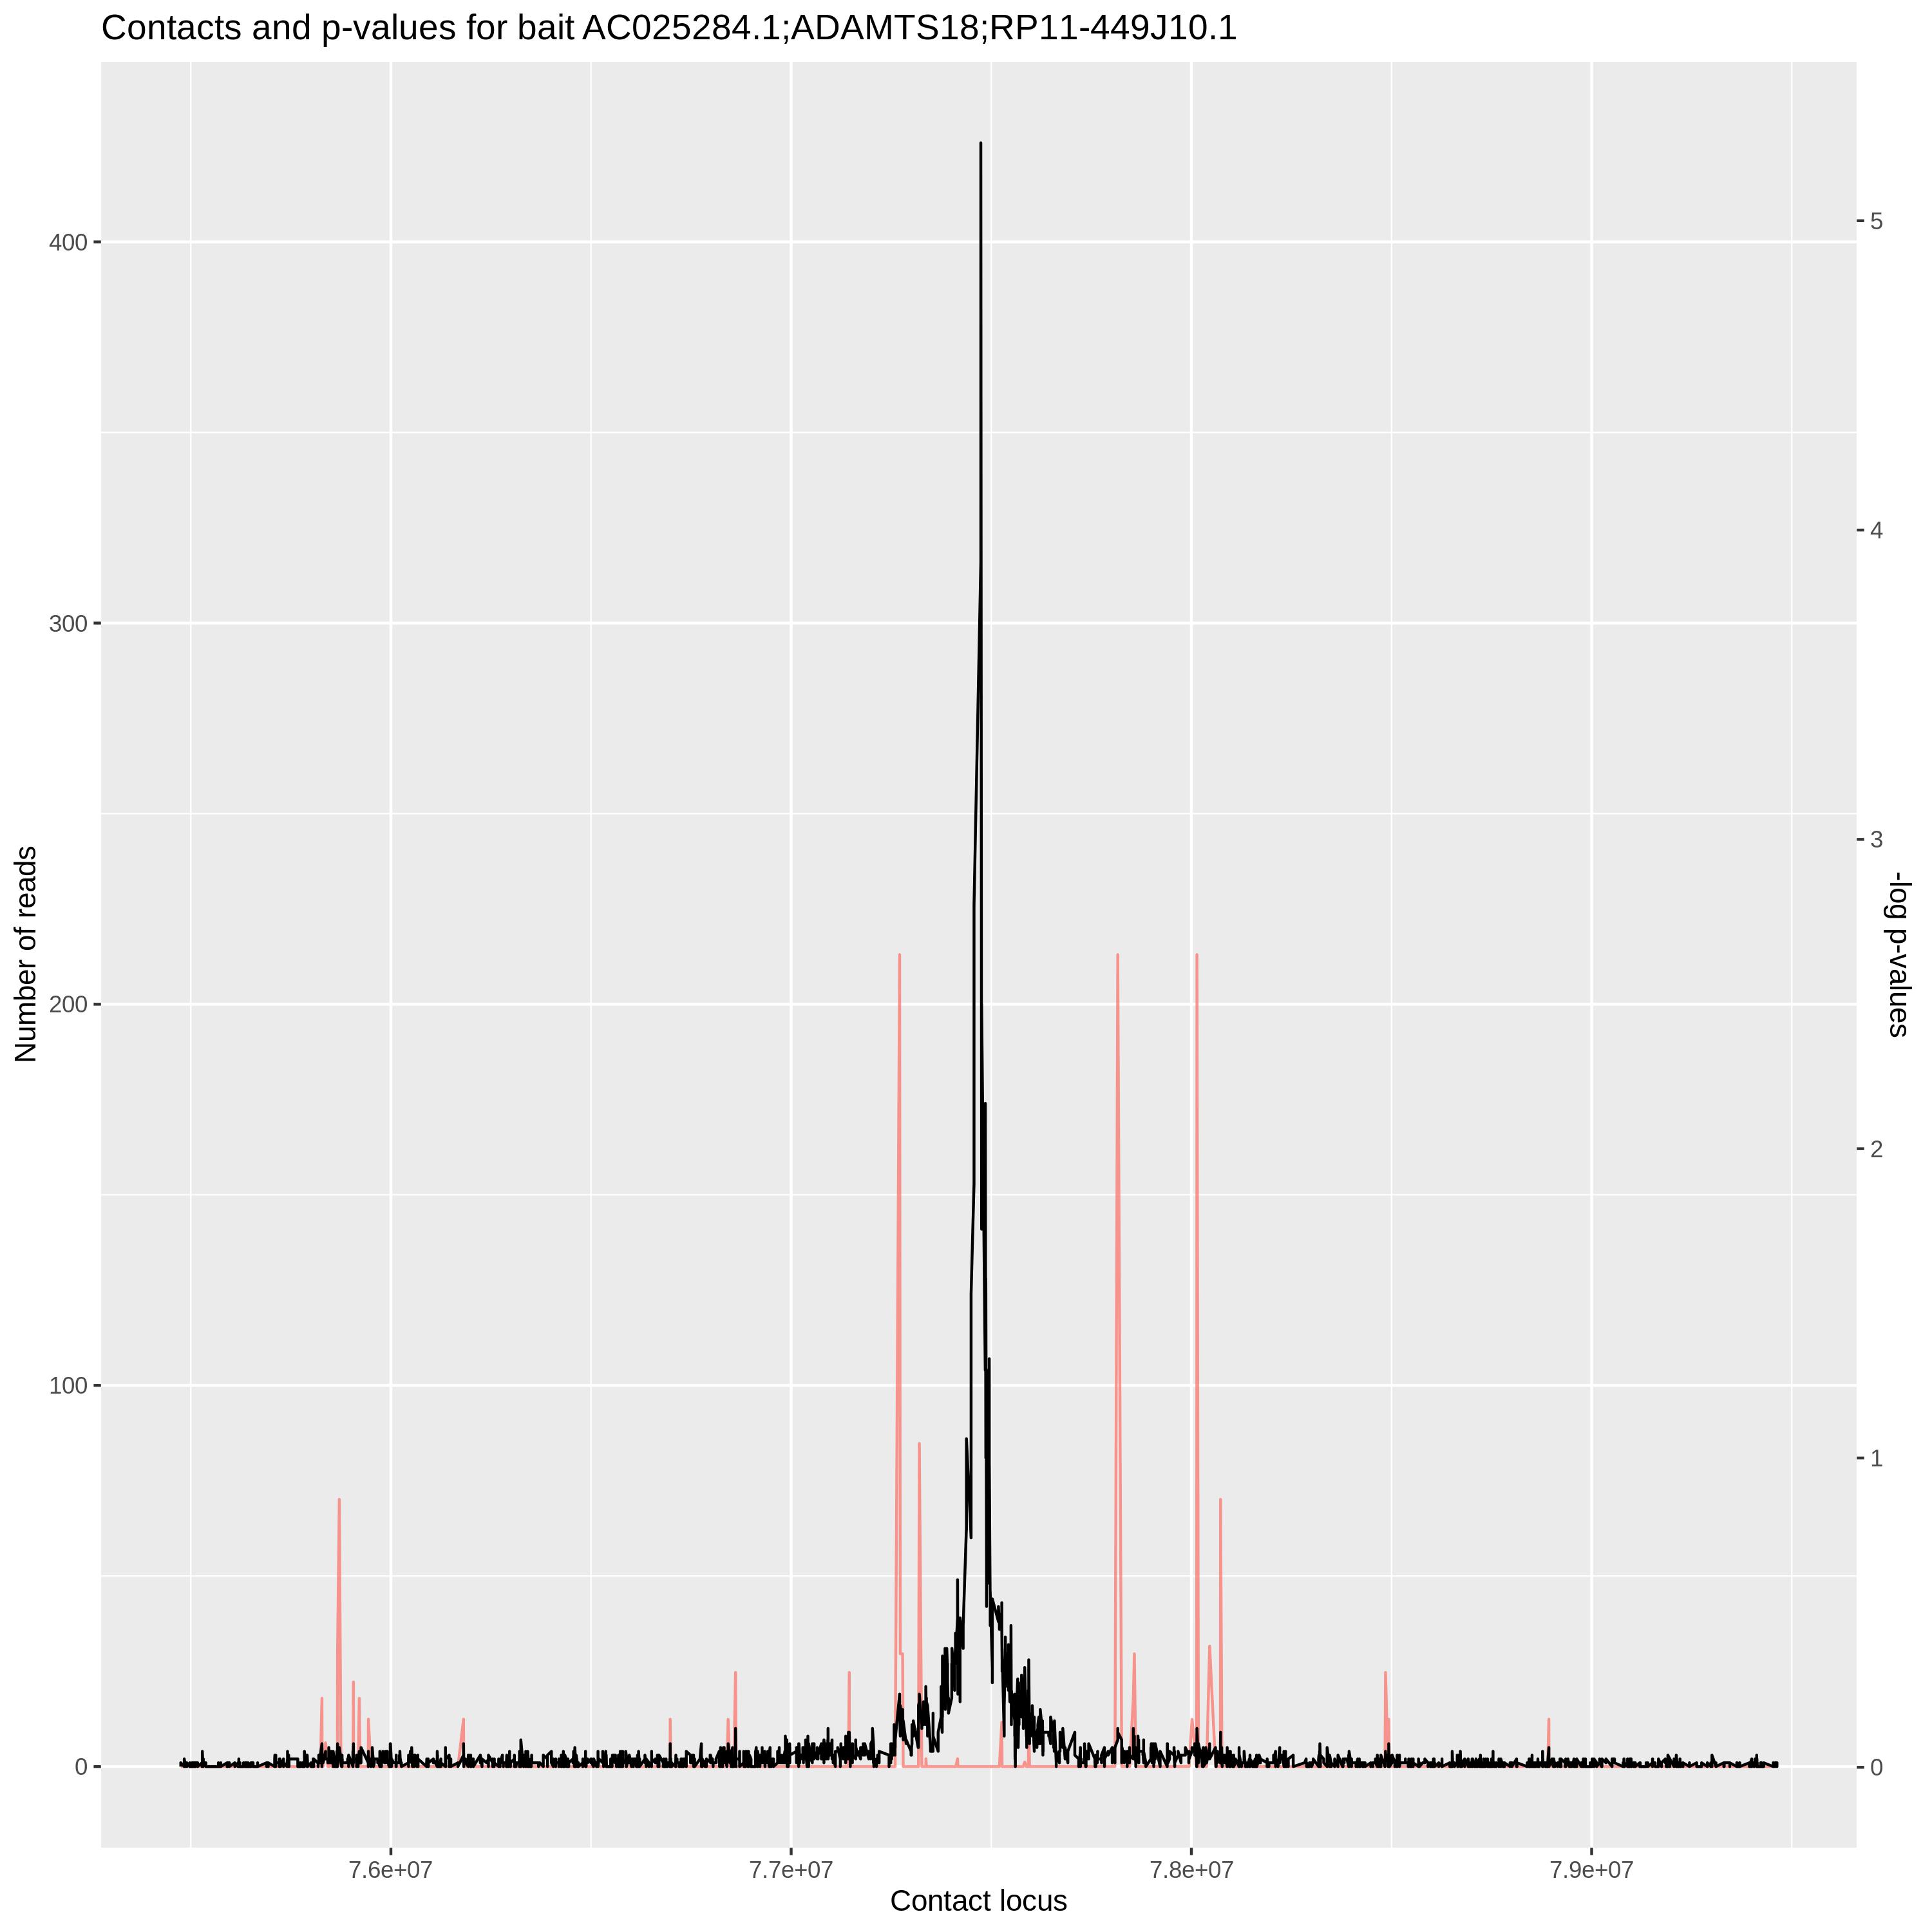 Contacts and p-values for bait AC025284.1;ADAMTS18;RP11-449J10.1
Number of reads
400
300
200
100
0
5
4
3
2
1
0
-log p-values
7.6e+07
7.7e+07
7.8e+07
7.9e+07
Contact locus